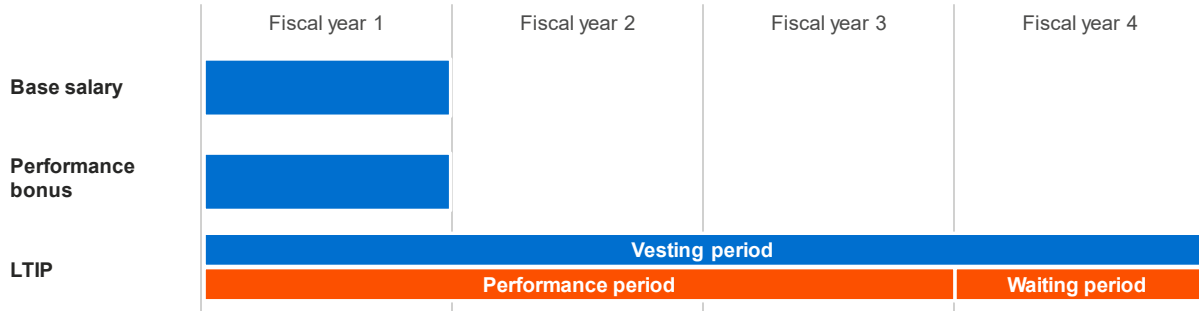 Fiscal year 1 Fiscal year 2 Fiscal year 3 Fiscal year 4
Base salary
Performance
bonus
Vesting period
LTIP
Performance period Waiting period